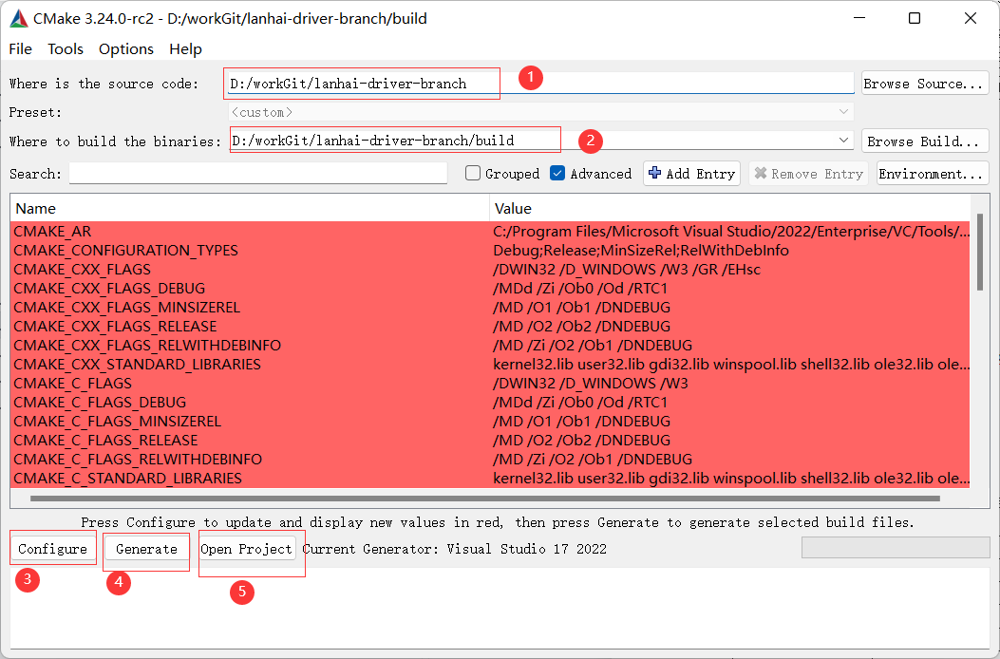 CMake 3.24.0-rc2 - D:/workGit/lanhai-driver-branch/build
File Tools Options Help
Where is the source code: D:/workGit/lanhai-driver-branch 1 Browse Source...
Preset: <custom>
Where to build the binaries: D:/workGit/lanhai-driver-branch/build 2 Browse Build...
Search: Grouped Advanced Add Entry Remove Entry Environment...
Name Value
CMAKE_AR C:/Program Files/Microsoft Visual Studio/2022/Enterprise/VC/Tools/...
CMAKE_CONFIGURATION_TYPES Debug;Release;MinSizeRel;RelWithDebInfo
CMAKE_CXX_FLAGS /DWIN32 /D_WINDOWS /W3 /GR /EHsc
CMAKE_CXX_FLAGS_DEBUG /MDd /Zi /Ob0 /Od /RTC1
CMAKE_CXX_FLAGS_MINSIZEREL /MD /O1 /Ob1 /DNDEBUG
CMAKE_CXX_FLAGS_RELEASE /MD /O2 /Ob2 /DNDEBUG
CMAKE_CXX_FLAGS_RELWITHDEBINFO /MD /Zi /O2 /Ob1 /DNDEBUG
CMAKE_CXX_STANDARD_LIBRARIES kernel32.lib user32.lib gdi32.lib winspool.lib shell32.lib ole32.lib ole...
CMAKE_C_FLAGS /DWIN32 /D_WINDOWS /W3
CMAKE_C_FLAGS_DEBUG /MDd /Zi /Ob0 /Od /RTC1
CMAKE_C_FLAGS_MINSIZEREL /MD /O1 /Ob1 /DNDEBUG
CMAKE_C_FLAGS_RELEASE /MD /O2 /Ob2 /DNDEBUG
CMAKE_C_FLAGS_RELWITHDEBINFO /MD /Zi /O2 /Ob1 /DNDEBUG
CMAKE_C_STANDARD_LIBRARIES kernel32.lib user32.lib gdi32.lib winspool.lib shell32.lib ole32.lib ole...
Press Configure to update and display new values in red, then press Generate to generate selected build files.
Configure Generate Open Project Current Generator: Visual Studio 17 2022
3 4 5